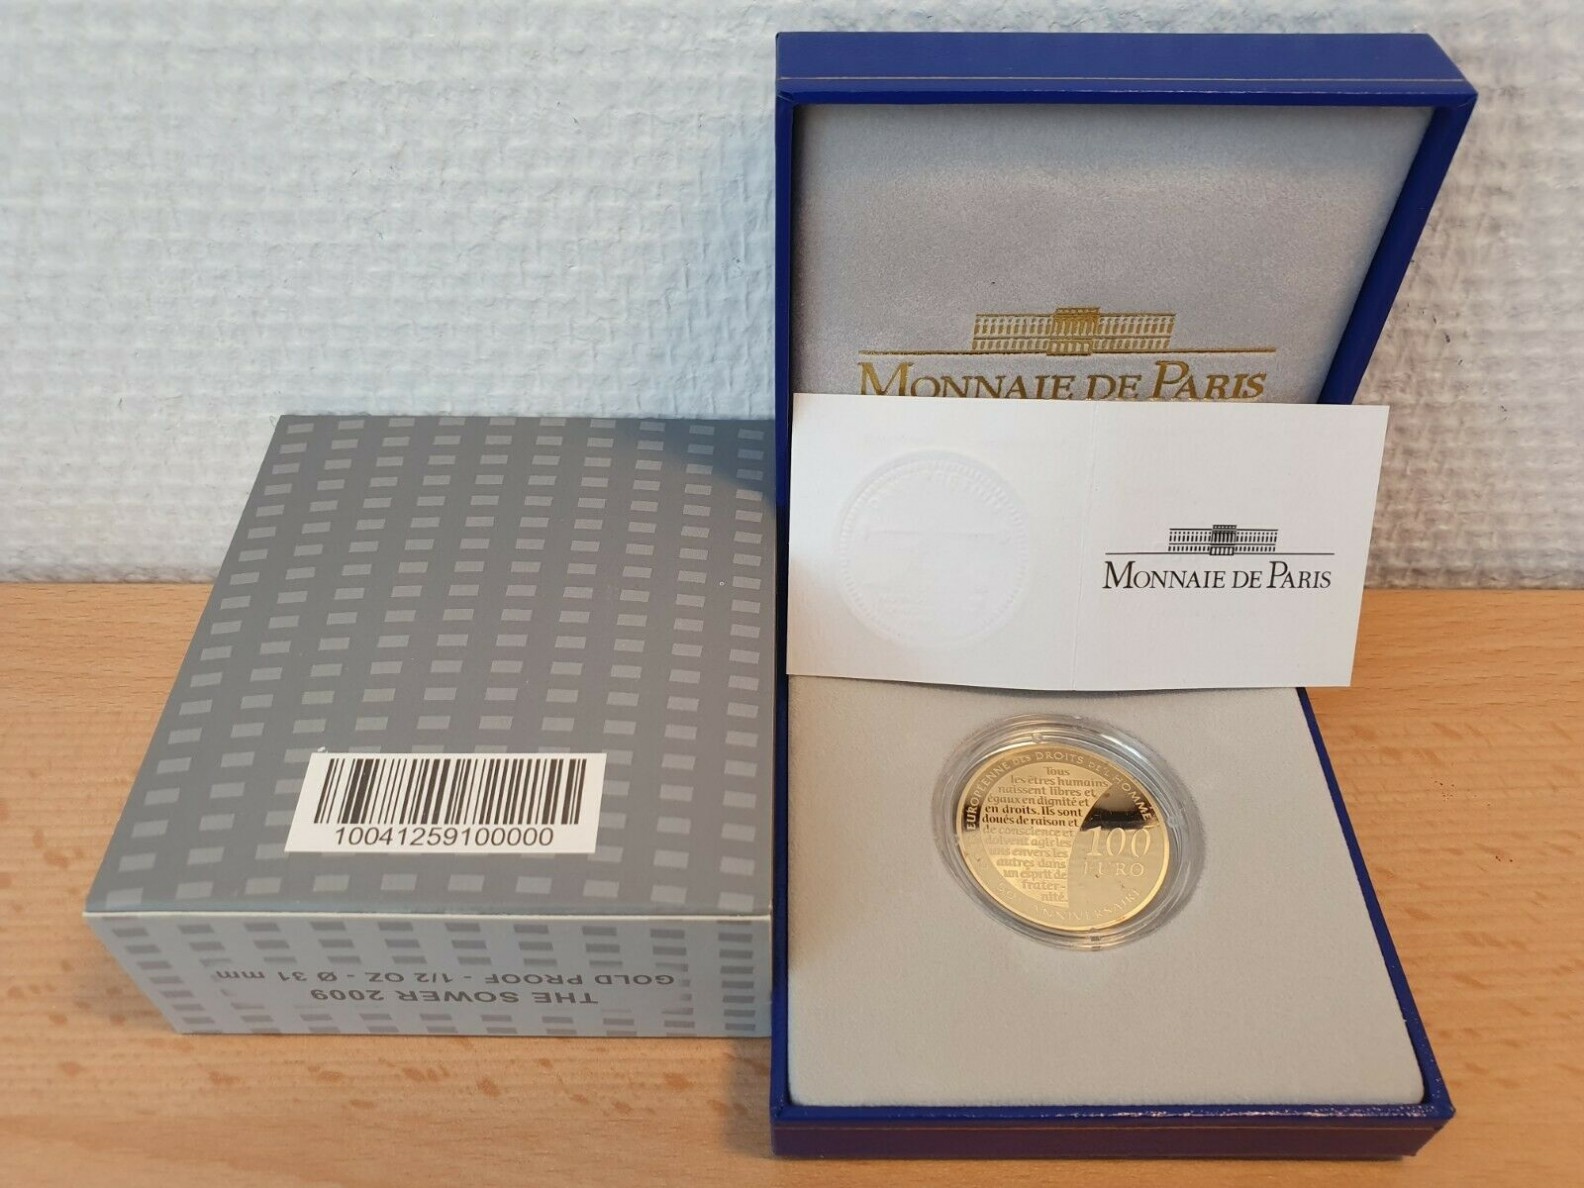 MONNAIE DE PARIS
MONNAIE DE PARIS
10041259100000
THE SOWER 2009
GOLD PROOF - 1/2 OZ - Ø 31 mm
EUROPÉENNE DES DROITS DE L'HOMME
Tous
les êtres humains
naissent libres et
égaux en dignité et
en droits. Ils sont
doués de raison et
de conscience et
doivent agir les
uns envers les
autres dans
un esprit de
frater-
nité.
100
EURO
ANNIVERSAIRE